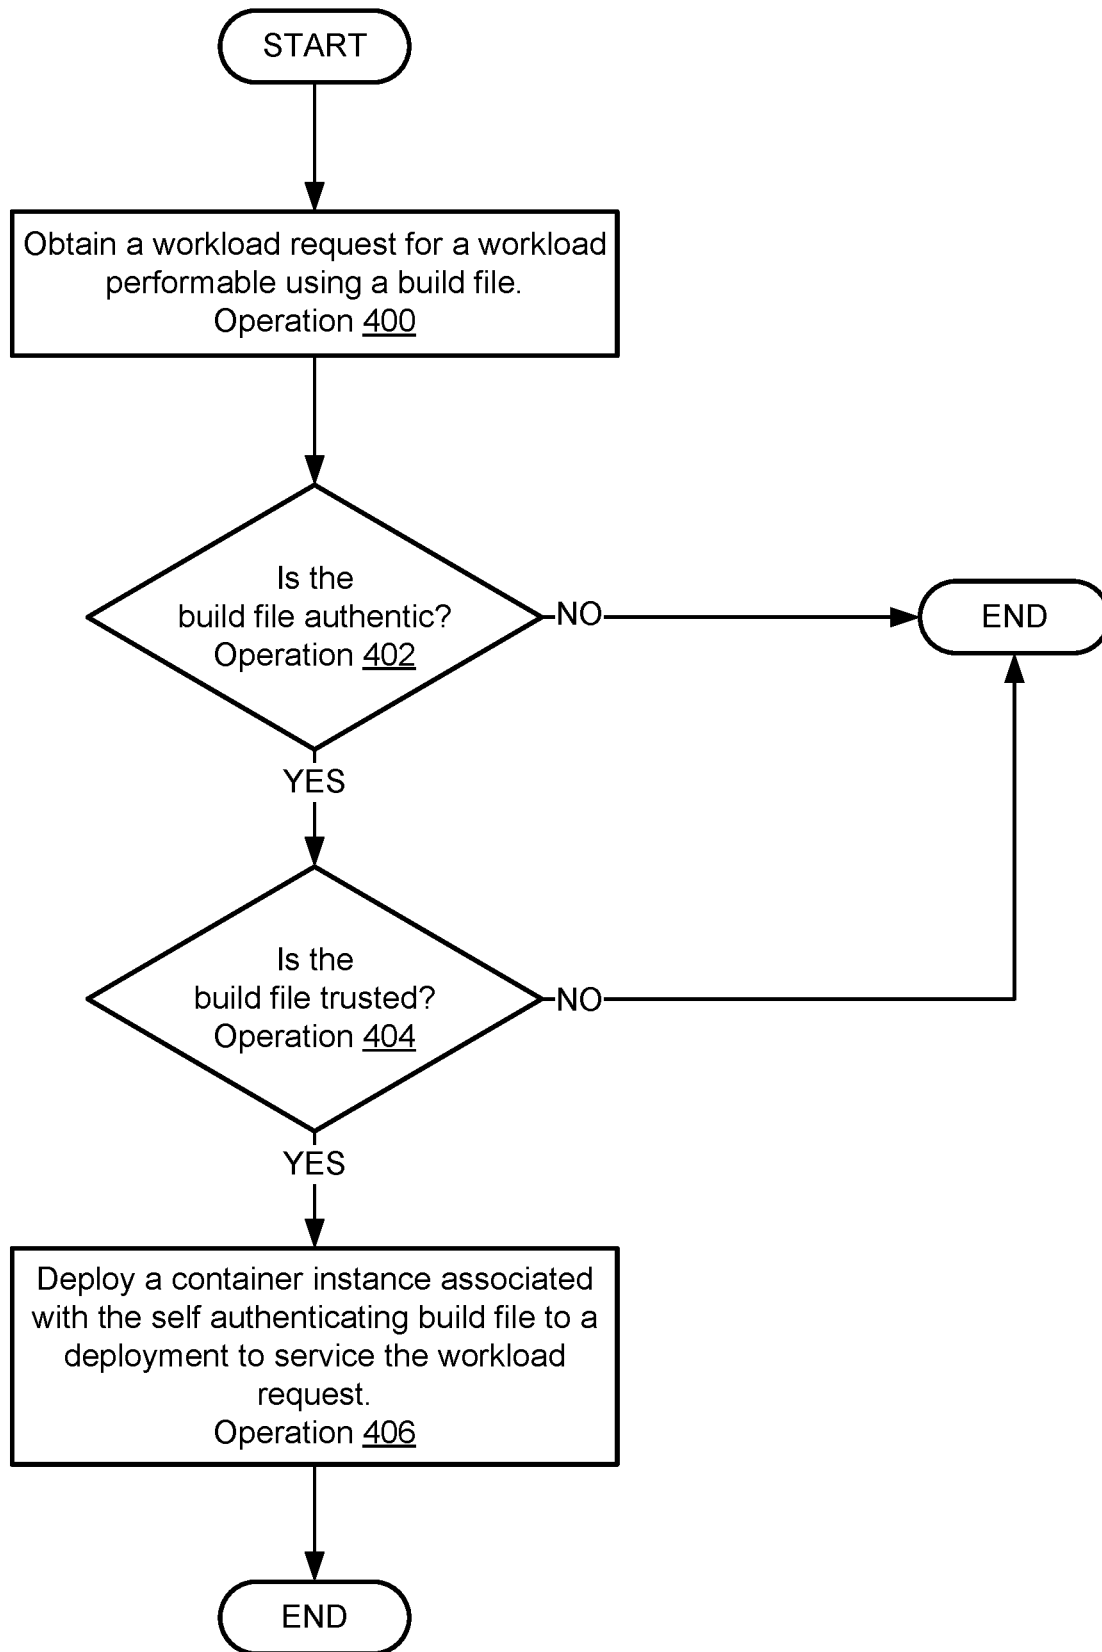 START
Obtain a workload request for a workload
performable using a build file.
Operation 400
Is the
build file authentic?
Operation 402
NO
END
YES
Is the
build file trusted?
Operation 404
NO
YES
Deploy a container instance associated
with the self authenticating build file to a
deployment to service the workload
request.
Operation 406
END